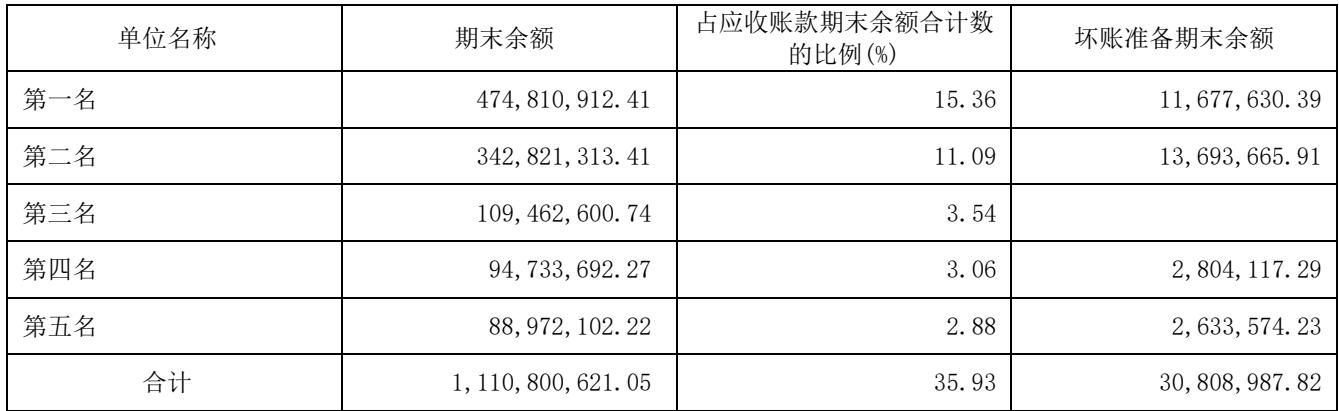 单位名称 期末余额 占应收账款期末余额合计数的比例(%) 坏账准备期末余额
第一名 474,810,912.41 15.36 11,677,630.39
第二名 342,821,313.41 11.09 13,693,665.91
第三名 109,462,600.74 3.54
第四名 94,733,692.27 3.06 2,804,117.29
第五名 88,972,102.22 2.88 2,633,574.23
合计 1,110,800,621.05 35.93 30,808,987.82